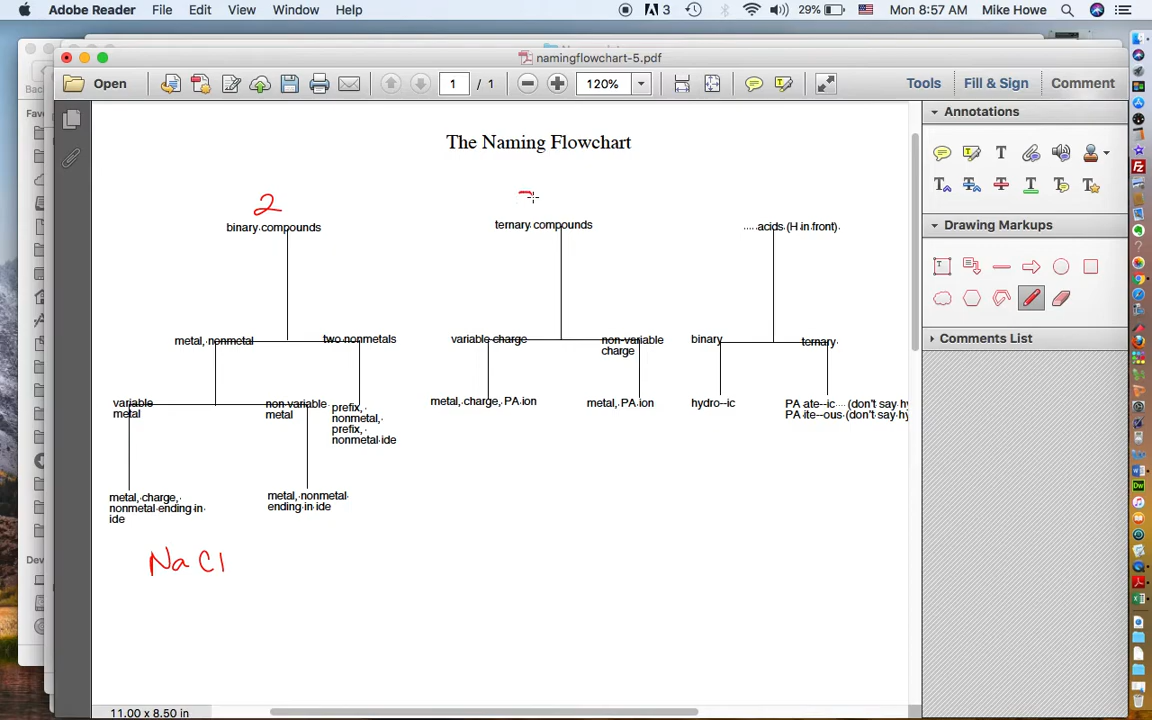 Adobe Reader File Edit View Window Help 3 29% Mon 8:57 AM Mike Howe
namingflowchart-5.pdf
Open 1 / 1 120% Tools Fill & Sign Comment
Back
Favo
Devi
The Naming Flowchart
2
binary compounds
ternary compounds
.... acids (H in front)
metal, nonmetal
two nonmetals
variable charge
non-variable
charge
binary
ternary
variable
metal
non variable
metal
prefix,
nonmetal,
prefix,
nonmetal ide
metal, charge, PA ion
metal, PA ion
hydro--ic
PA ate--ic.... (don't say hy
PA ite--ous (don't say hy
metal, charge,
nonmetal ending in
ide
metal, nonmetal
ending in ide
NaCl
11.00 x 8.50 in
Annotations
Drawing Markups
Comments List